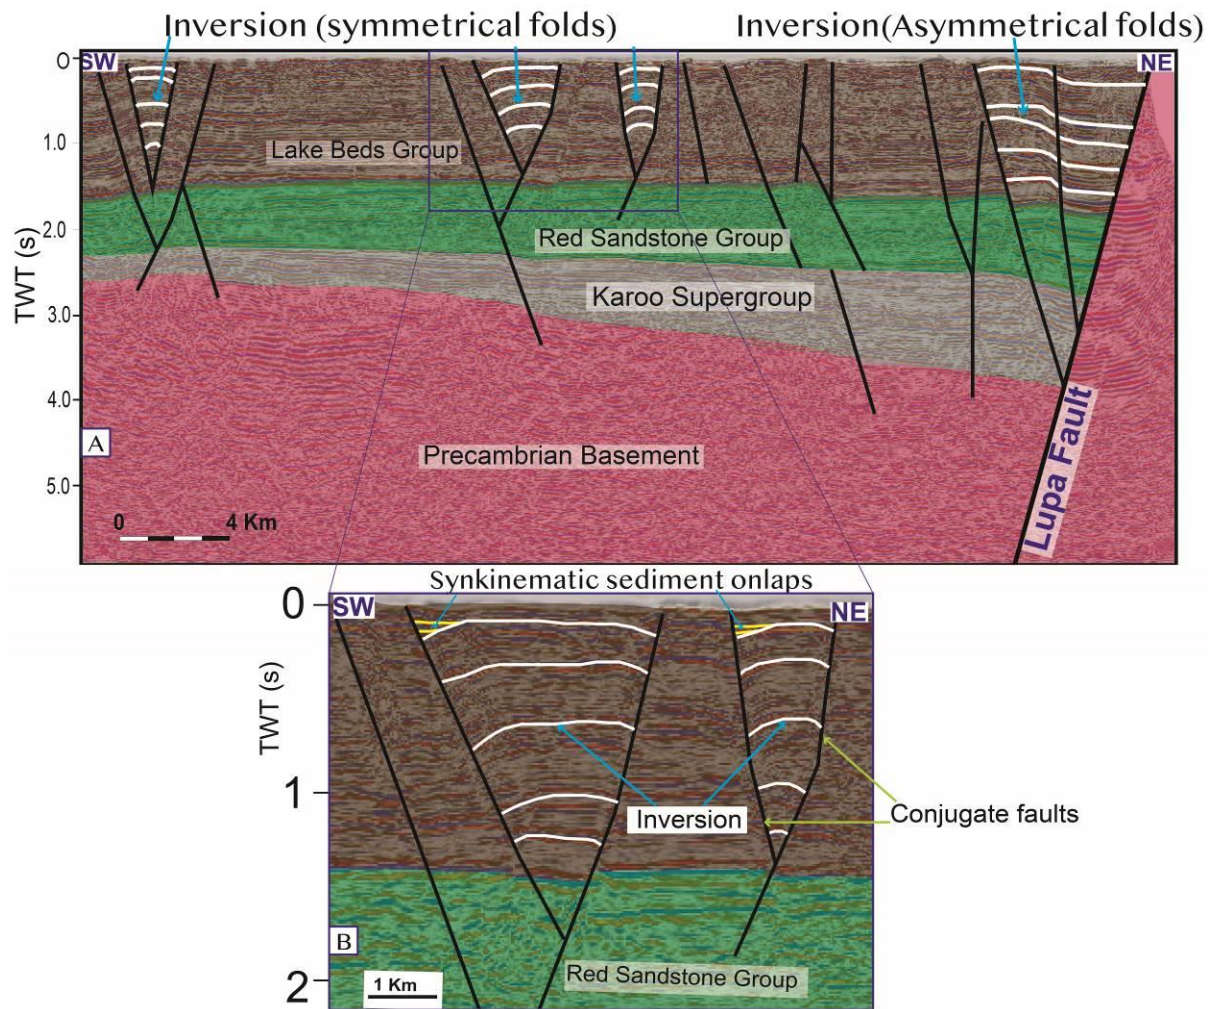 Inversion (symmetrical folds)
Inversion(Asymmetrical folds)
SW
NE
0
1.0
2.0
3.0
4.0
5.0
TWT (s)
Lake Beds Group
Red Sandstone Group
Karoo Supergroup
Precambrian Basement
Lupa Fault
A
0 4 Km
Synkinematic sediment onlaps
SW
NE
0
1
2
TWT (s)
Inversion
Conjugate faults
B
Red Sandstone Group
1 Km